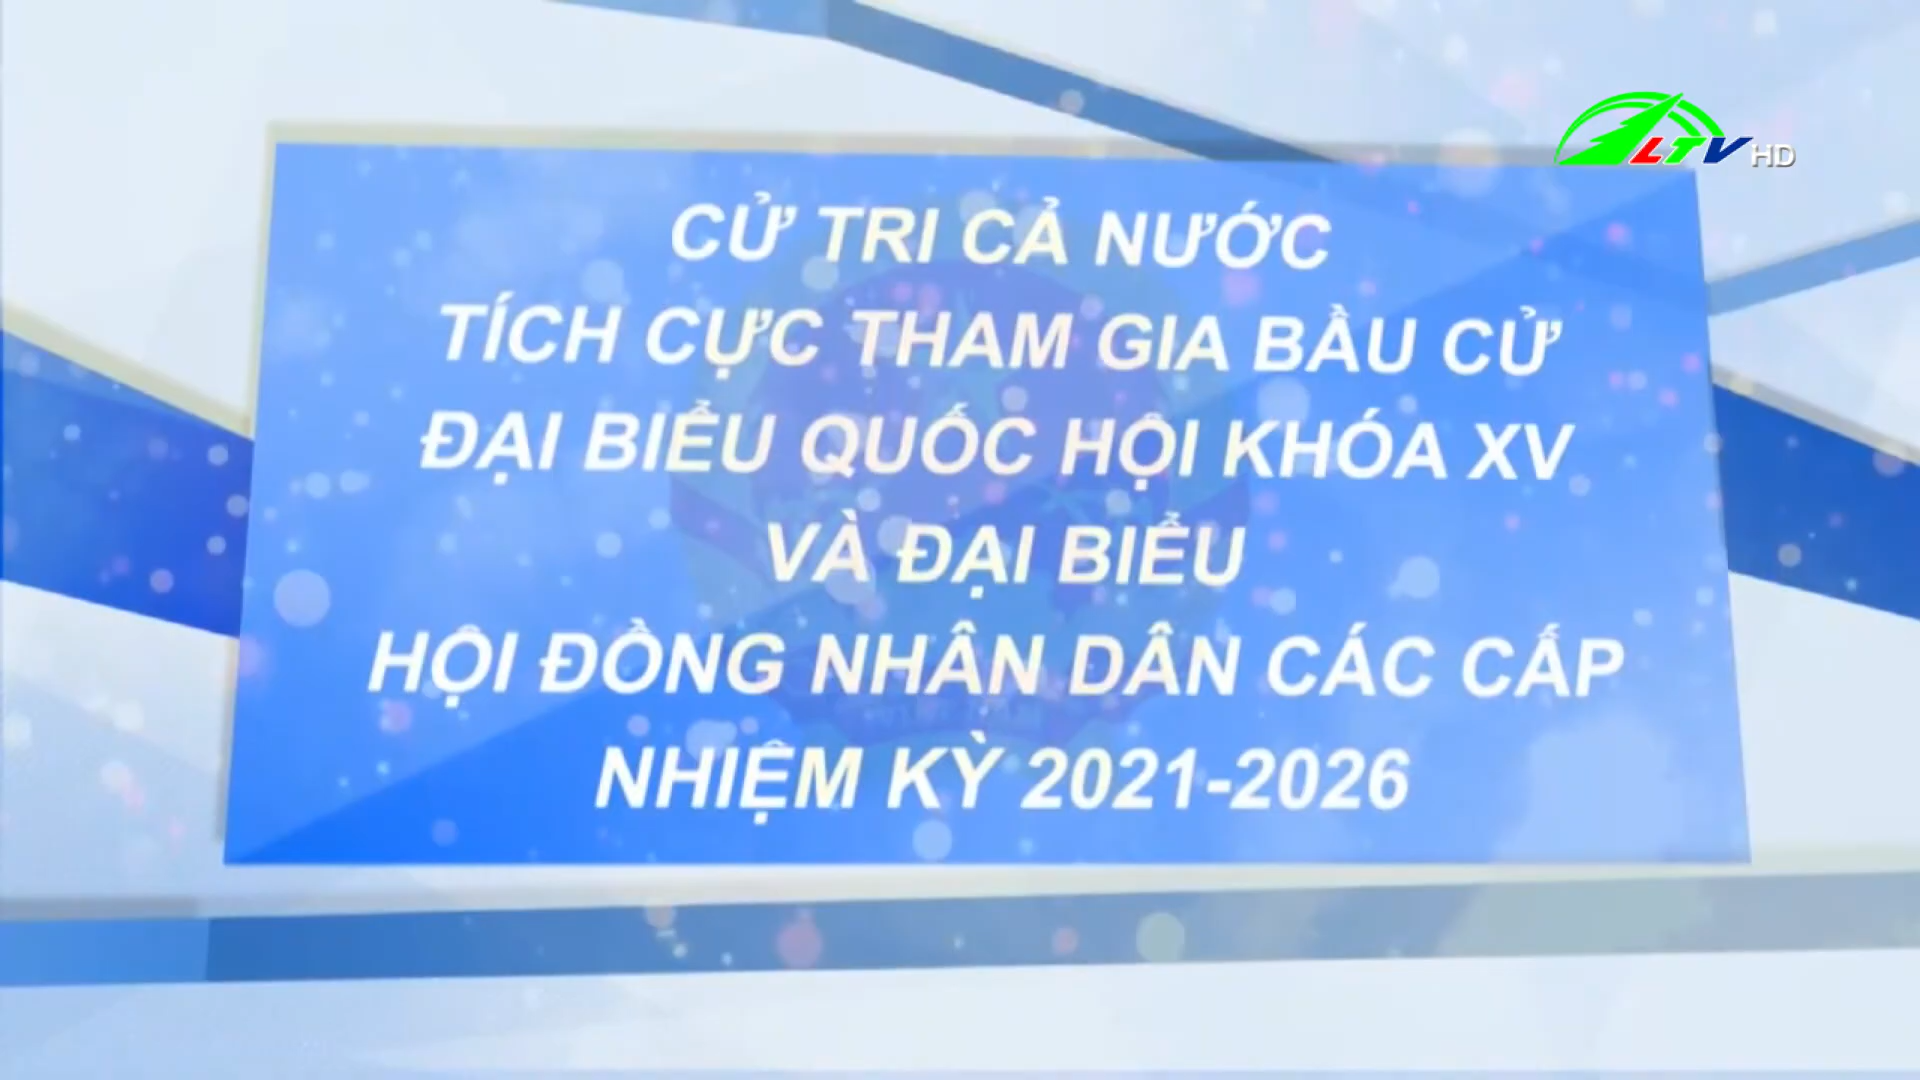 LTV HD
CỬ TRI CẢ NƯỚC
TÍCH CỰC THAM GIA BẦU CỬ
ĐẠI BIỂU QUỐC HỘI KHÓA XV
VÀ ĐẠI BIỂU
HỘI ĐỒNG NHÂN DÂN CÁC CẤP
NHIỆM KỲ 2021-2026